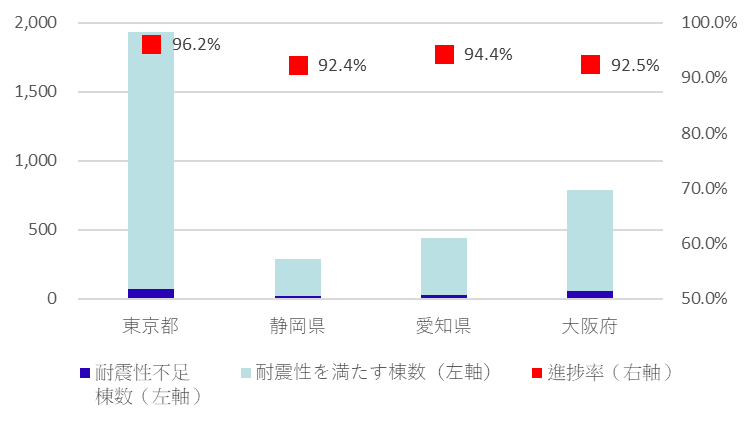 2,000
1,500
1,000
500
0
100.0%
90.0%
80.0%
70.0%
60.0%
50.0%
96.2%
92.4%
94.4%
92.5%
東京都
静岡県
愛知県
大阪府
耐震性不足
棟数（左軸）
耐震性を満たす棟数（左軸）
進捗率（右軸）